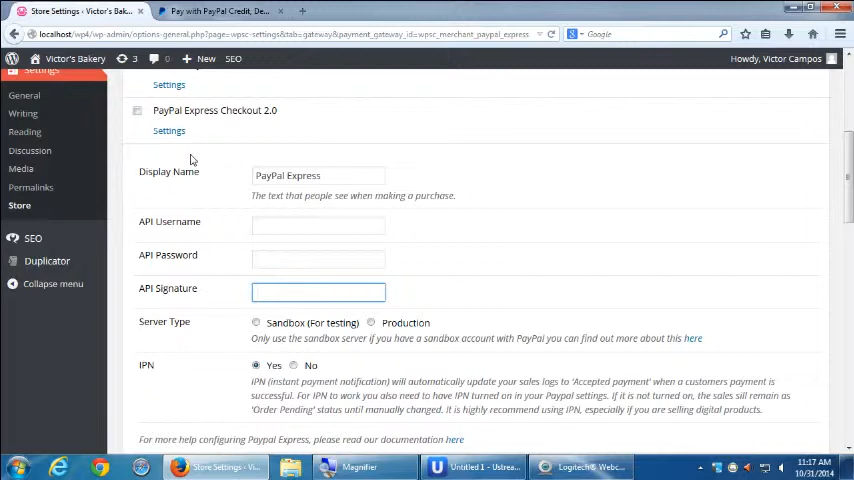 Store Settings ‹ Victor's Bakery...
Pay with PayPal Credit, De...
localhost/wp4/wp-admin/options-general.php?page=wpsc-settings&tab=gateway&payment_gateway_id=wpsc_merchant_paypal_express
Google
Victor's Bakery
3
0
New
SEO
Howdy, Victor Campos
Settings
General
Writing
Reading
Discussion
Media
Permalinks
Store
SEO
Duplicator
Collapse menu
Settings
PayPal Express Checkout 2.0
Settings
Display Name
PayPal Express
The text that people see when making a purchase.
API Username
API Password
API Signature
Server Type
Sandbox (For testing) Production
Only use the sandbox server if you have a sandbox account with PayPal you can find out more about this here
IPN
Yes No
IPN (instant payment notification) will automatically update your sales logs to 'Accepted payment' when a customers payment is
successful. For IPN to work you also need to have IPN turned on in your Paypal settings. If it is not turned on, the sales sill remain as
'Order Pending' status until manually changed. It is highly recommend using IPN, especially if you are selling digital products.
For more help configuring Paypal Express, please read our documentation here
Store Settings ‹ Vi...
Magnifier
Untitled 1 - Ustrea...
Logitech® Webc...
11:17 AM
10/31/2014